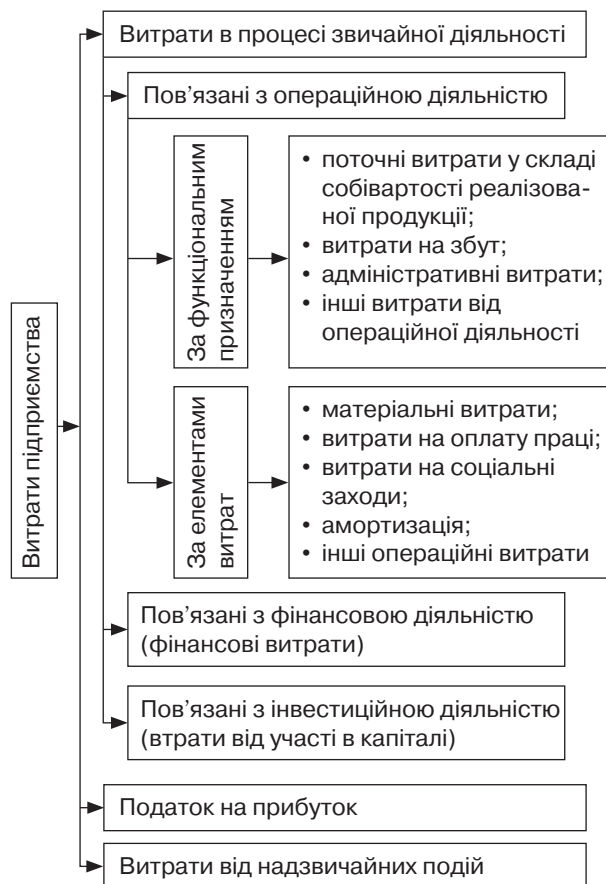 Витрати підприємства
Витрати в процесі звичайної діяльності
Пов’язані з операційною діяльністю
За функціональним
призначенням
• поточні витрати у складі
собівартості реалізова-
ної продукції;
• витрати на збут;
• адміністративні витрати;
• інші витрати від
операційної діяльності
За елементами
витрат
• матеріальні витрати;
• витрати на оплату праці;
• витрати на соціальні
заходи;
• амортизація;
• інші операційні витрати
Пов’язані з фінансовою діяльністю
(фінансові витрати)
Пов’язані з інвестиційною діяльністю
(втрати від участі в капіталі)
Податок на прибуток
Витрати від надзвичайних подій